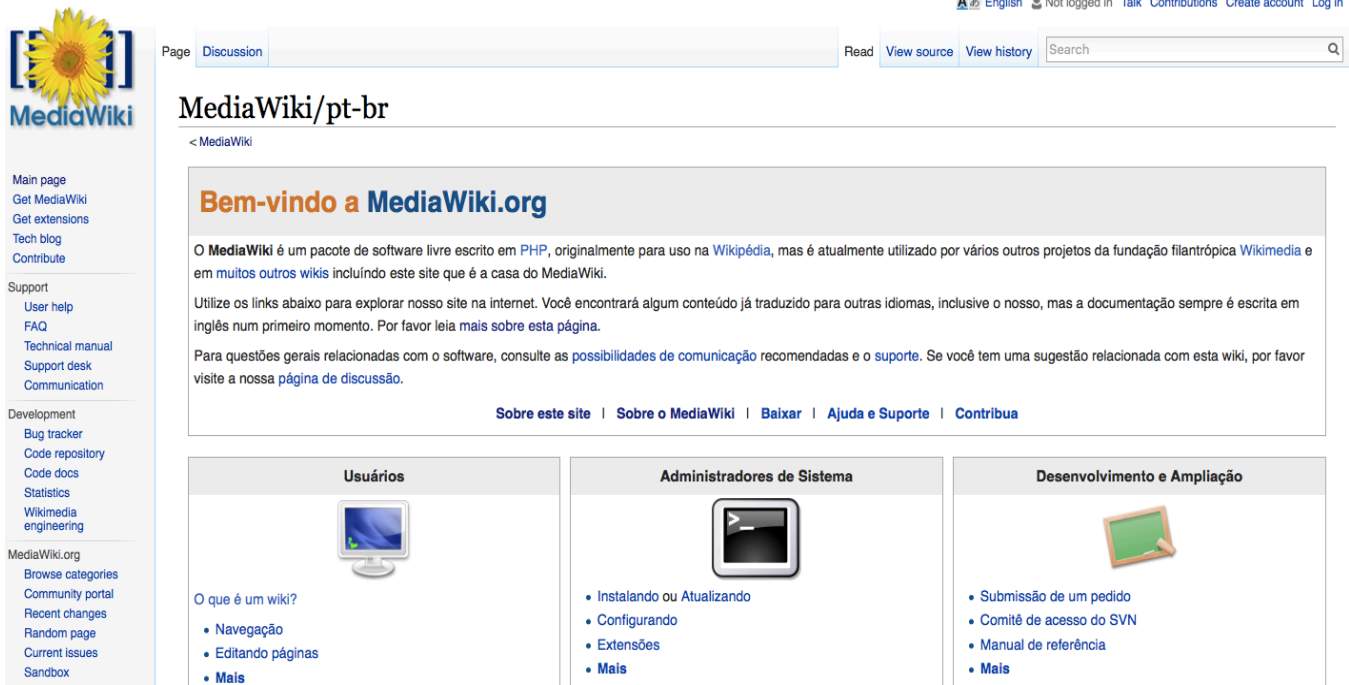 English Not logged in Talk Contributions Create account Log in
Page Discussion Read View source View history Search
MediaWiki
MediaWiki/pt-br
< MediaWiki
Main page
Get MediaWiki
Get extensions
Tech blog
Contribute
Support
User help
FAQ
Technical manual
Support desk
Communication
Development
Bug tracker
Code repository
Code docs
Statistics
Wikimedia
engineering
MediaWiki.org
Browse categories
Community portal
Recent changes
Random page
Current issues
Sandbox
Bem-vindo a MediaWiki.org
O MediaWiki é um pacote de software livre escrito em PHP, originalmente para uso na Wikipédia, mas é atualmente utilizado por vários outros projetos da fundação filantrópica Wikimedia e
em muitos outros wikis incluíndo este site que é a casa do MediaWiki.
Utilize os links abaixo para explorar nosso site na internet. Você encontrará algum conteúdo já traduzido para outras idiomas, inclusive o nosso, mas a documentação sempre é escrita em
inglês num primeiro momento. Por favor leia mais sobre esta página.
Para questões gerais relacionadas com o software, consulte as possibilidades de comunicação recomendadas e o suporte. Se você tem uma sugestão relacionada com esta wiki, por favor
visite a nossa página de discussão.
Sobre este site | Sobre o MediaWiki | Baixar | Ajuda e Suporte | Contribua
Usuários
O que é um wiki?
• Navegação
• Editando páginas
• Mais
Administradores de Sistema
>_
• Instalando ou Atualizando
• Configurando
• Extensões
• Mais
Desenvolvimento e Ampliação
• Submissão de um pedido
• Comitê de acesso do SVN
• Manual de referência
• Mais